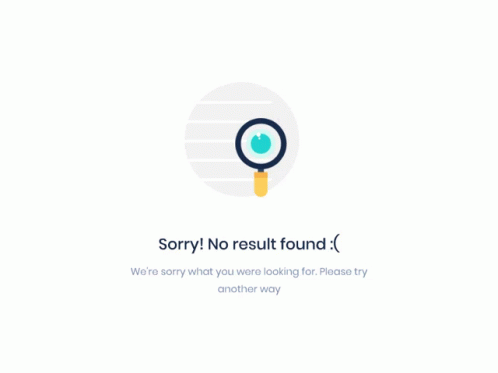 Sorry! No result found :(
We're sorry what you were looking for. Please try
another way